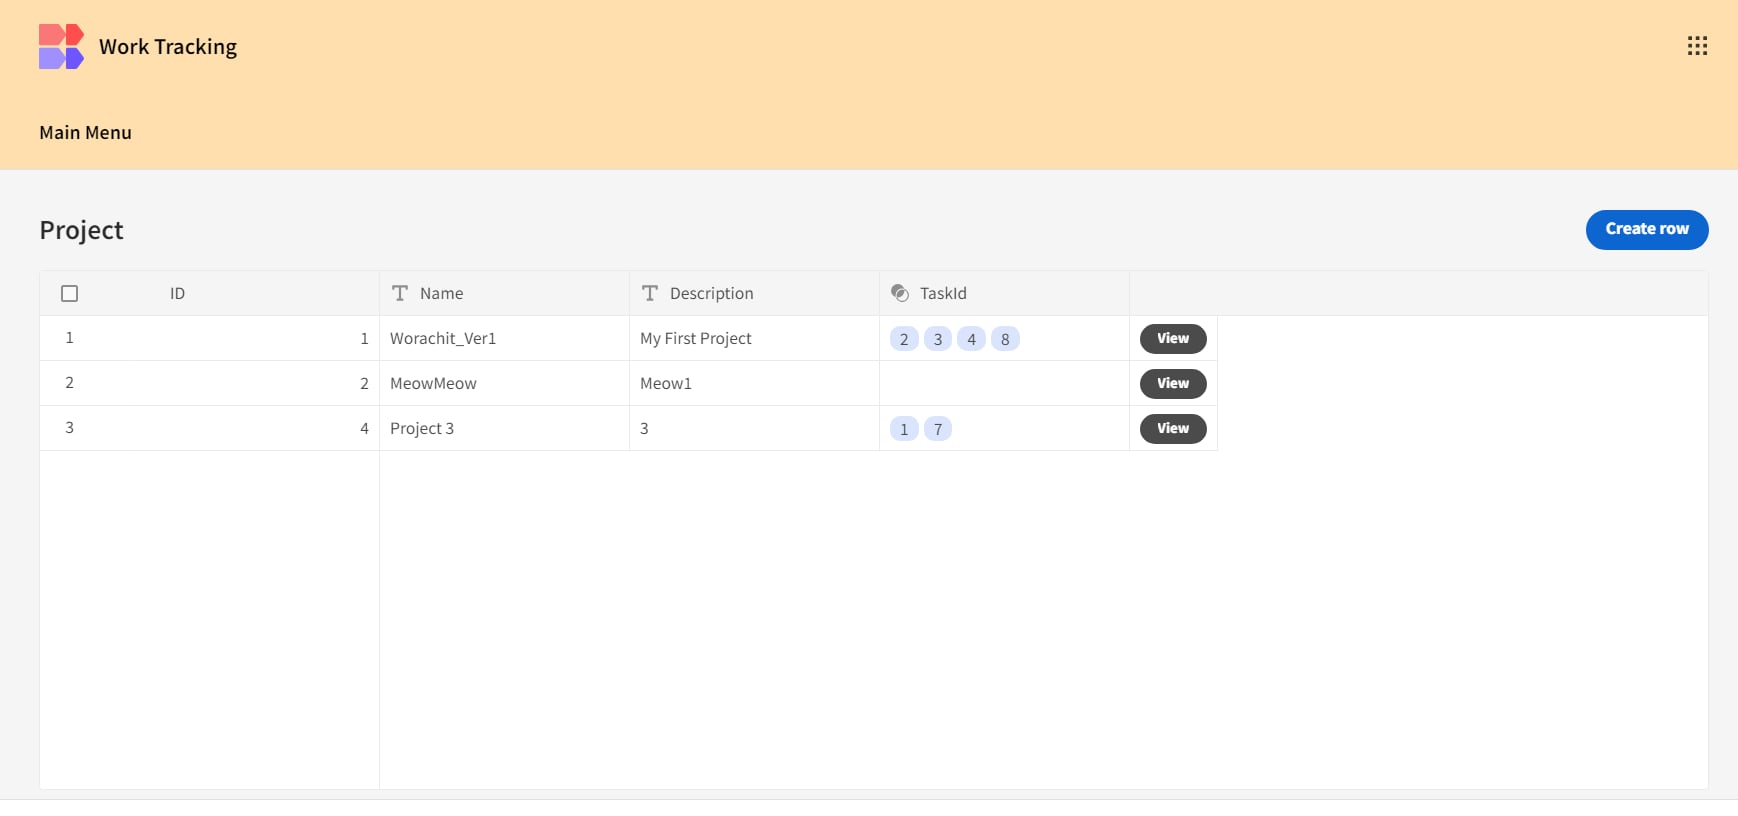 Work Tracking
Main Menu
Project
Create row
ID Name Description TaskId
1 1 Worachit_Ver1 My First Project 2 3 4 8 View
2 2 MeowMeow Meow1 View
3 4 Project 3 3 1 7 View